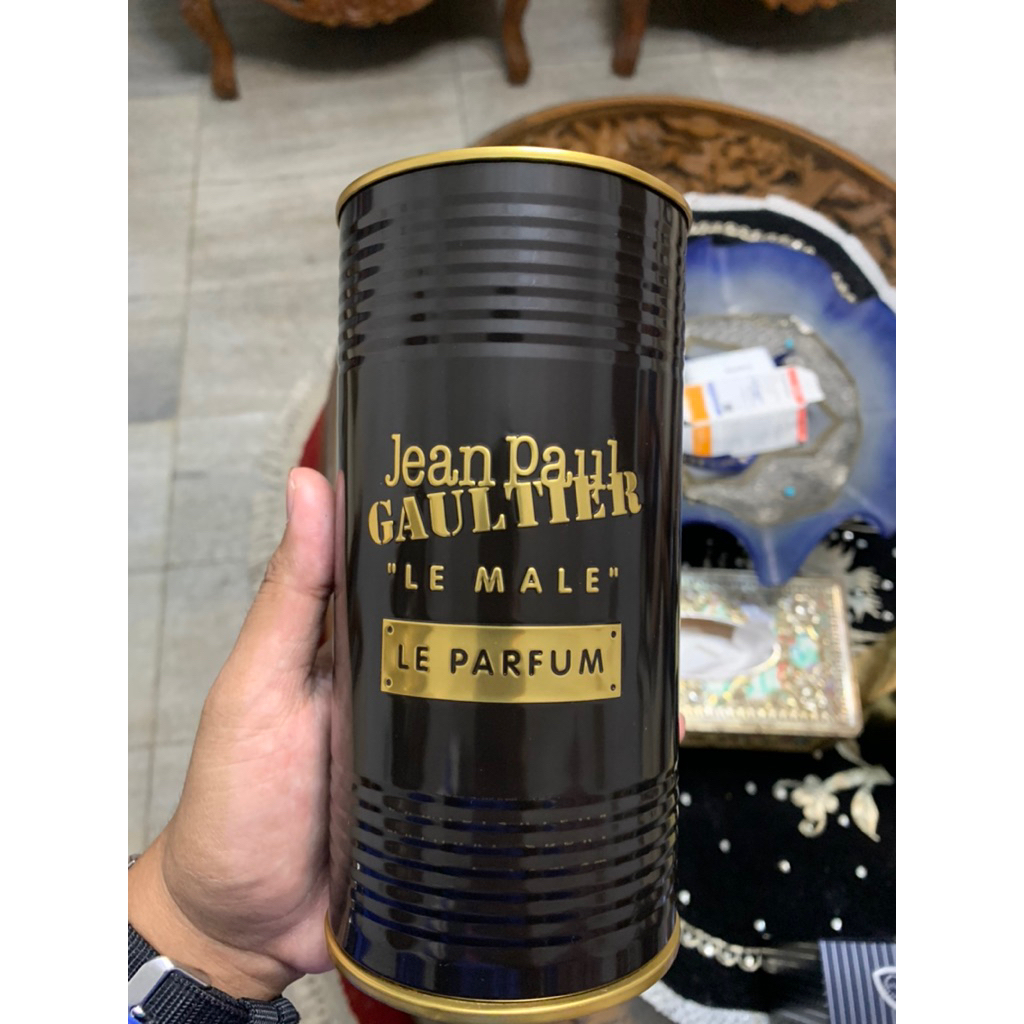 Jean Paul
GAULTIER
"LE MALE"
LE PARFUM